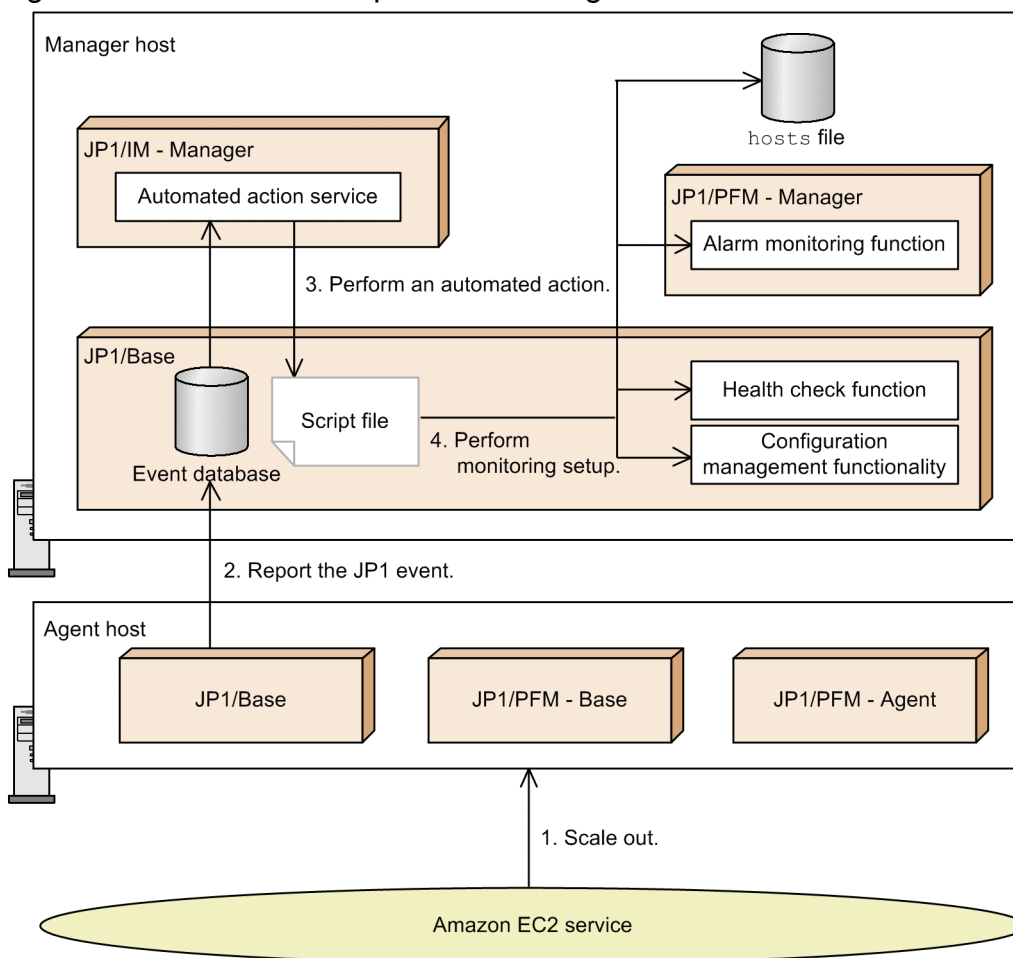 Manager host
hosts file
JP1/IM - Manager
Automated action service
JP1/PFM - Manager
Alarm monitoring function
3. Perform an automated action.
JP1/Base
Script file
Event database
4. Perform
monitoring setup.
Health check function
Configuration
management functionality
2. Report the JP1 event.
Agent host
JP1/Base
JP1/PFM - Base
JP1/PFM - Agent
1. Scale out.
Amazon EC2 service